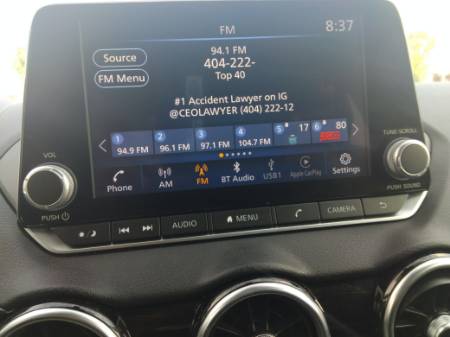 FM
8:37
Source
94.1 FM
404-222-
Top 40
FM Menu
#1 Accident Lawyer on IG
@CEOLAWYER (404) 222-12
1 2 3 4 5 17 6 80
94.9 FM 96.1 FM 97.1 FM 104.7 FM
Phone AM FM BT Audio USB1 Apple CarPlay Settings
VOL
PUSH
TUNE·SCROLL
PUSH SOUND
AUDIO MENU CAMERA